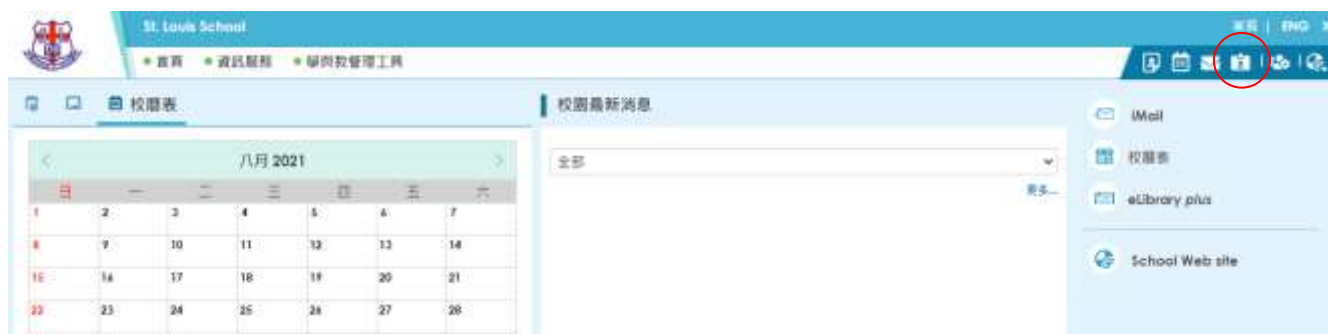 St. Louis School
首頁 | ENG
首頁 資訊服務 學與教管理工具
校曆表
校園最新消息
iMail
八月 2021
全部
校曆表
更多...
日 一 二 三 四 五 六
1 2 3 4 5 6 7
eLibrary plus
8 9 10 11 12 13 14
School Web site
15 16 17 18 19 20 21
22 23 24 25 26 27 28